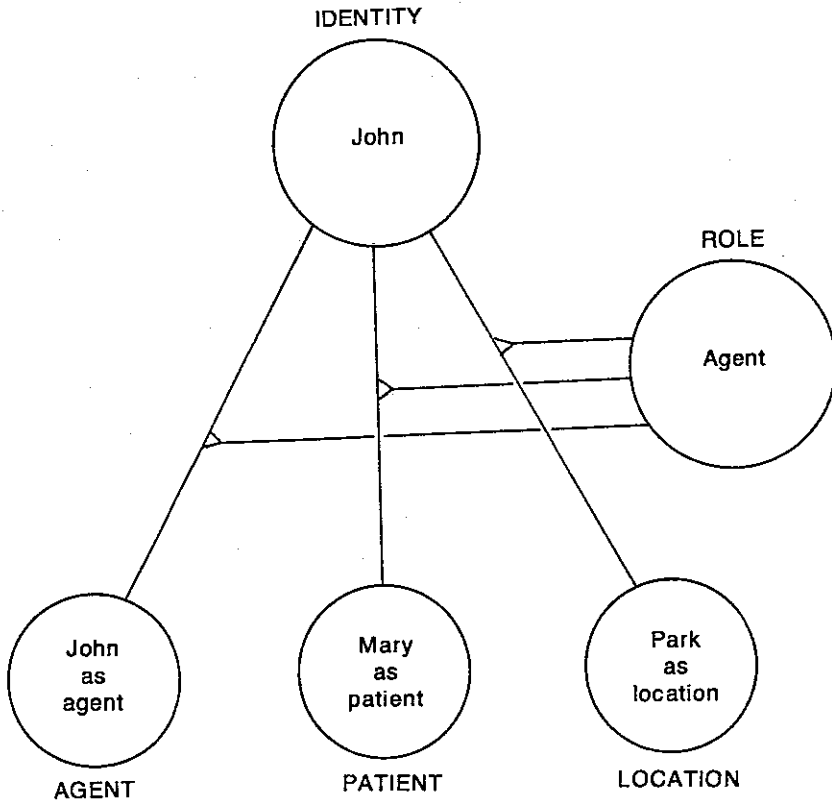 IDENTITY
John
ROLE
Agent
John
as
agent
Mary
as
patient
Park
as
location
AGENT
PATIENT
LOCATION